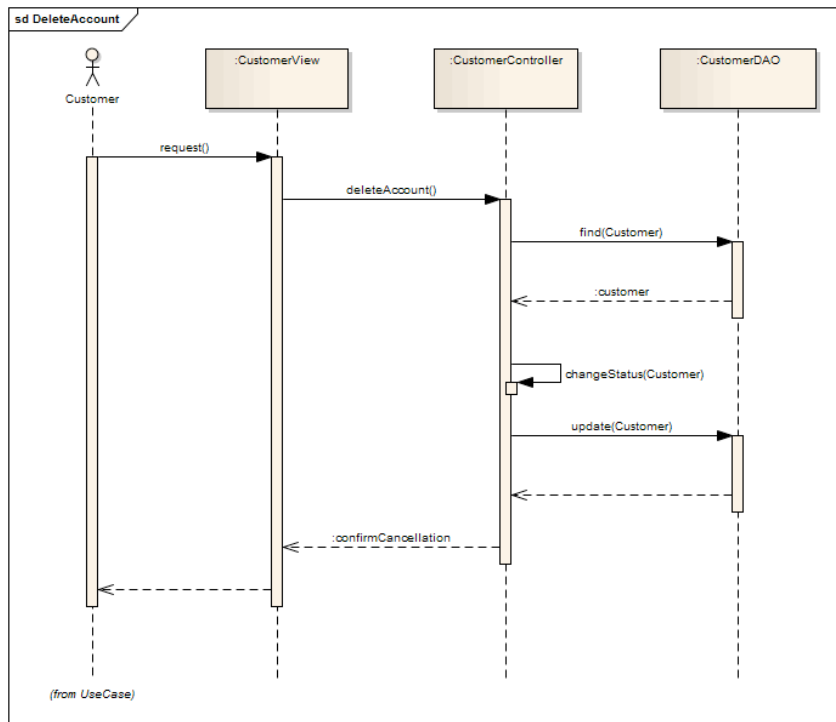 sd DeleteAccount
Customer
:CustomerView
:CustomerController
:CustomerDAO
request()
deleteAccount()
find(Customer)
:customer
changeStatus(Customer)
update(Customer)
:confirmCancellation
(from UseCase)